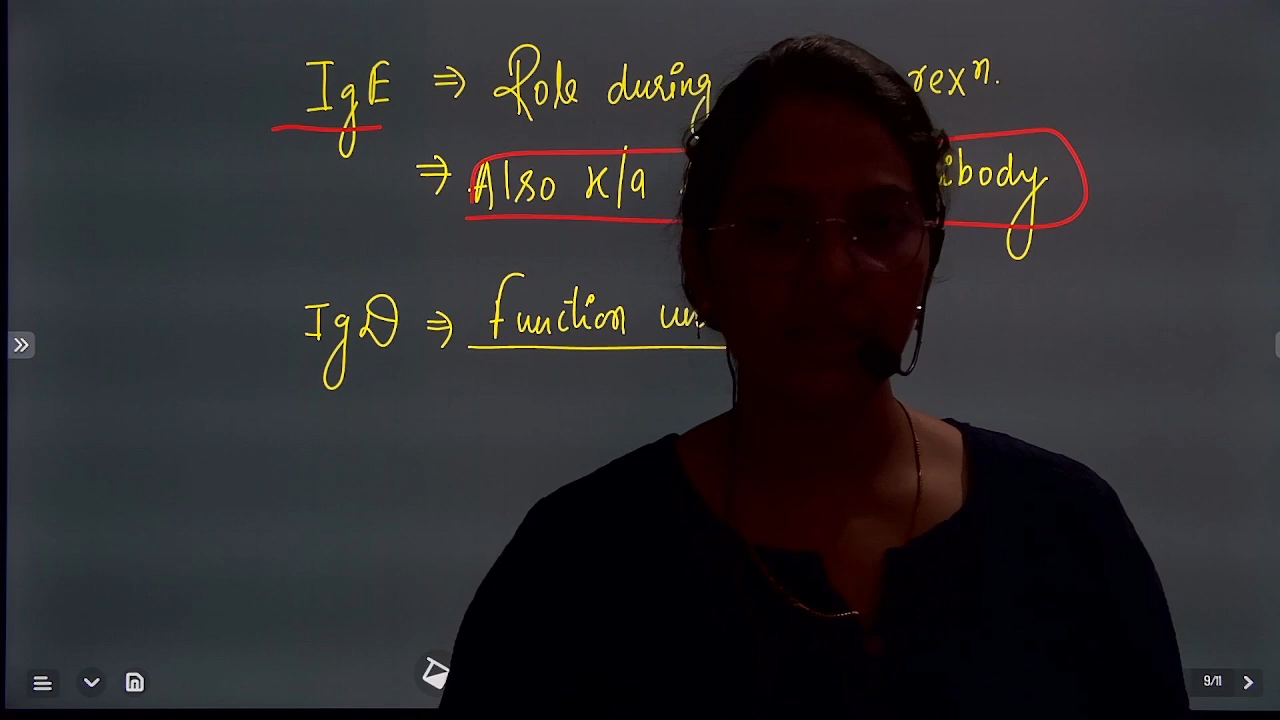 IgE ⇒ Role during rexⁿ.
⇒ Also k/a ibody
IgD ⇒ function un
9/11